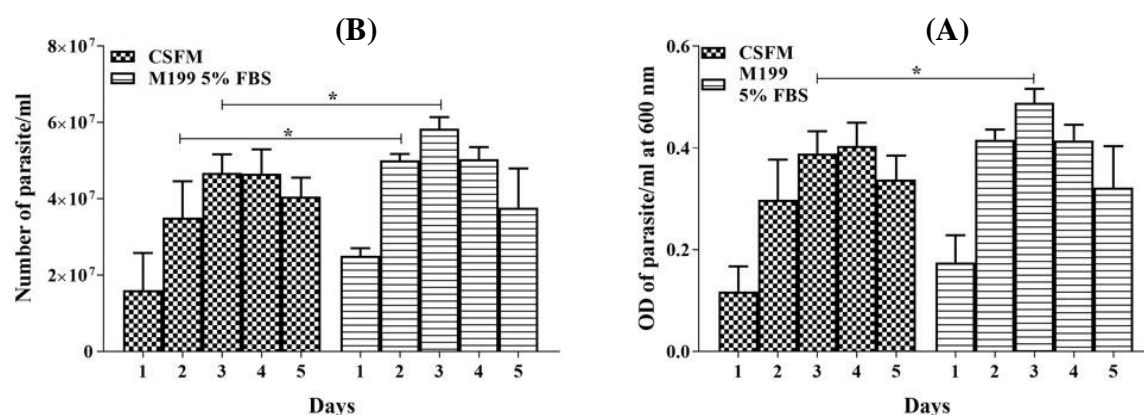 (B)
CSFM
M199 5% FBS
Number of parasite/ml
8×10⁷
6×10⁷
4×10⁷
2×10⁷
0
*
*
1 2 3 4 5 1 2 3 4 5
Days
(A)
CSFM
M199
5% FBS
OD of parasite/ml at 600 nm
0.6
0.4
0.2
0.0
*
1 2 3 4 5 1 2 3 4 5
Days